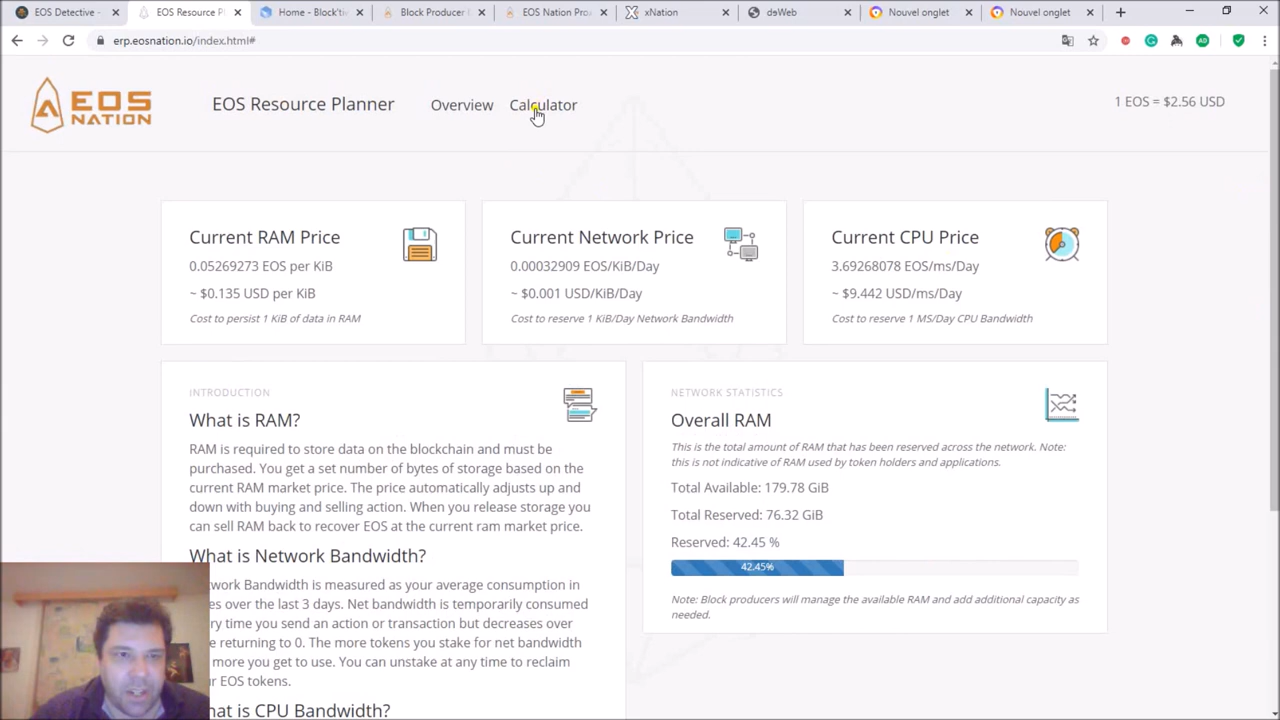 EOS Detective -
EOS Resource Pl
Home - Block'ti
Block Producer
EOS Nation Pro
xNation
dɘWeb
Nouvel onglet
Nouvel onglet
erp.eosnation.io/index.html#
EOS
NATION
EOS Resource Planner
Overview
Calculator
1 EOS = $2.56 USD
Current RAM Price
0.05269273 EOS per KiB
~ $0.135 USD per KiB
Cost to persist 1 KiB of data in RAM
Current Network Price
0.00032909 EOS/KiB/Day
~ $0.001 USD/KiB/Day
Cost to reserve 1 KiB/Day Network Bandwidth
Current CPU Price
3.69268078 EOS/ms/Day
~ $9.442 USD/ms/Day
Cost to reserve 1 MS/Day CPU Bandwidth
INTRODUCTION
What is RAM?
RAM is required to store data on the blockchain and must be
purchased. You get a set number of bytes of storage based on the
current RAM market price. The price automatically adjusts up and
down with buying and selling action. When you release storage you
can sell RAM back to recover EOS at the current ram market price.
What is Network Bandwidth?
work Bandwidth is measured as your average consumption in
es over the last 3 days. Net bandwidth is temporarily consumed
ry time you send an action or transaction but decreases over
e returning to 0. The more tokens you stake for net bandwidth
more you get to use. You can unstake at any time to reclaim
r EOS tokens.
at is CPU Bandwidth?
NETWORK STATISTICS
Overall RAM
This is the total amount of RAM that has been reserved across the network. Note:
this is not indicative of RAM used by token holders and applications.
Total Available: 179.78 GiB
Total Reserved: 76.32 GiB
Reserved: 42.45 %
42.45%
Note: Block producers will manage the available RAM and add additional capacity as
needed.